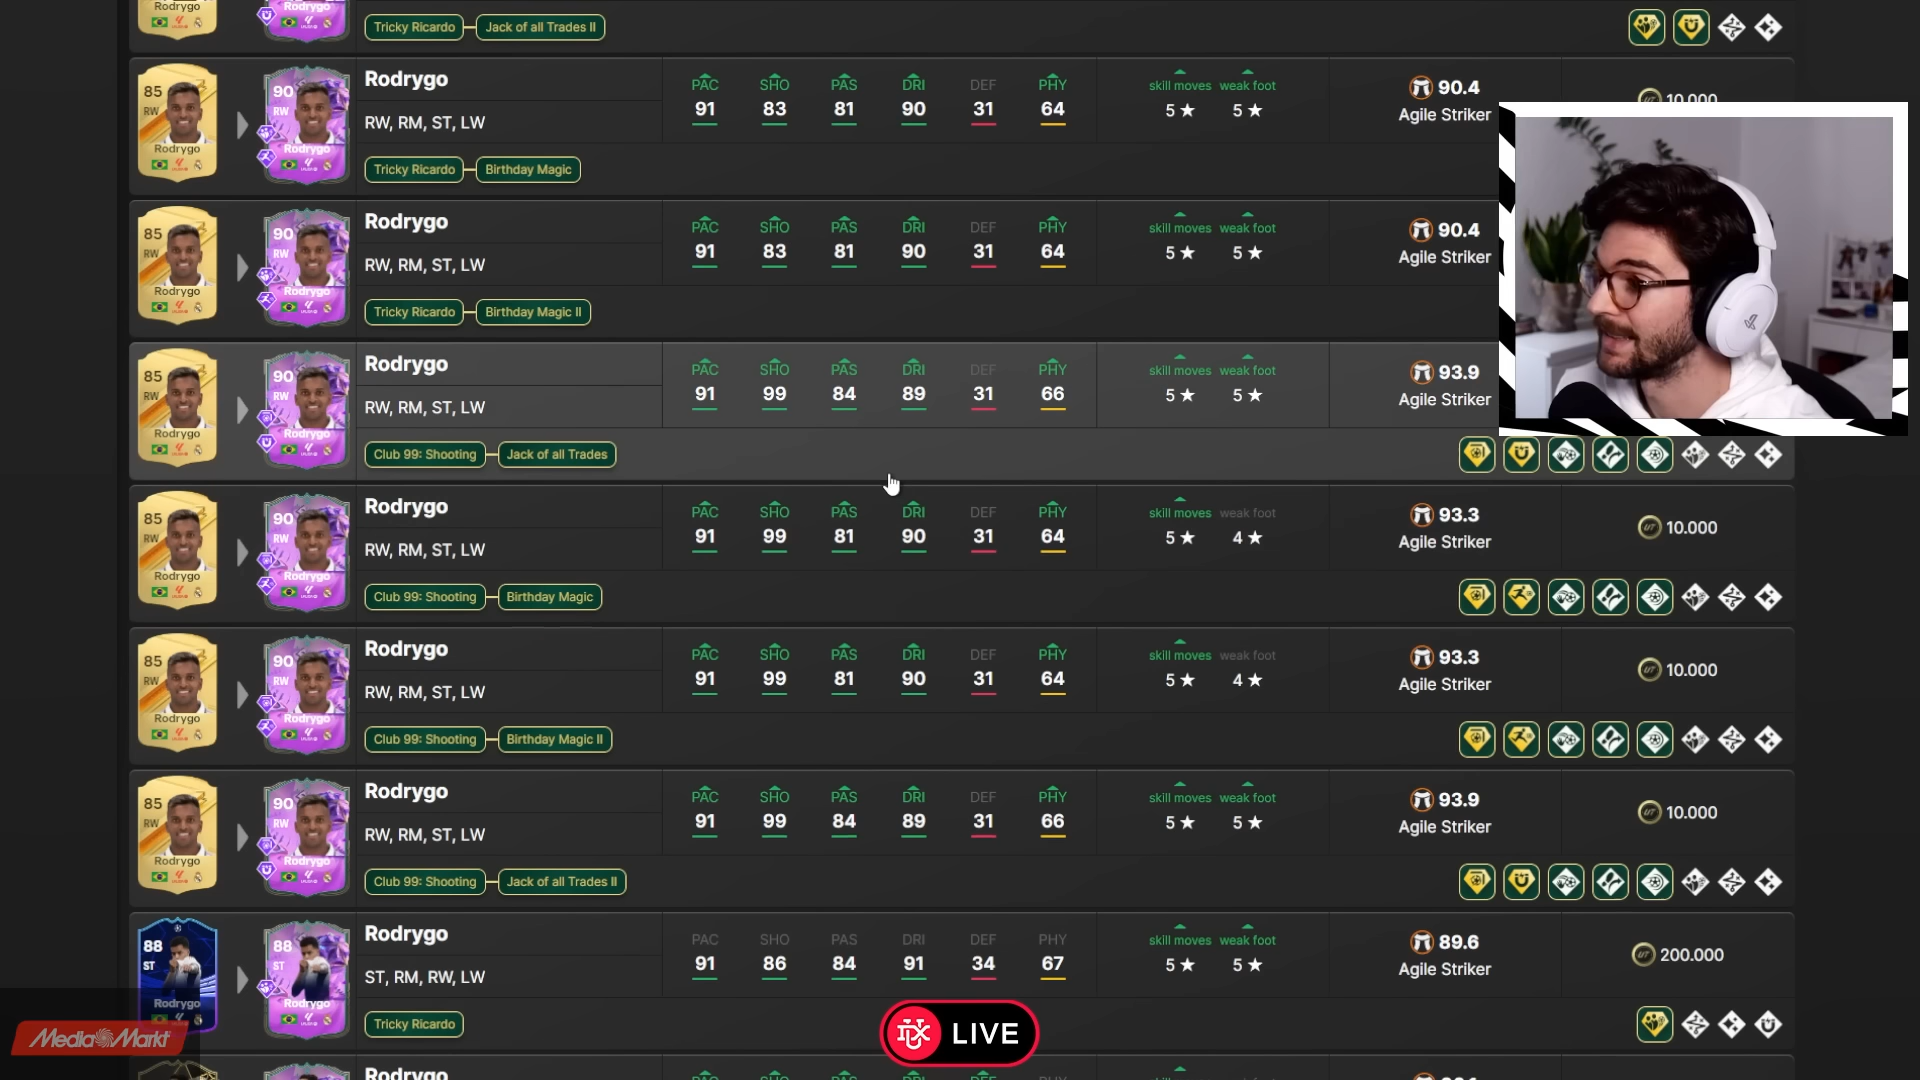 Rodrygo
Tricky Ricardo Jack of all Trades II
85 RW Rodrygo 90 RW Rodrygo
Rodrygo
RW, RM, ST, LW
PAC SHO PAS DRI DEF PHY
91 83 81 90 31 64
skill moves weak foot
5 ★ 5 ★
90.4
Agile Striker
10.000
Tricky Ricardo Birthday Magic
85 RW Rodrygo 90 RW Rodrygo
Rodrygo
RW, RM, ST, LW
PAC SHO PAS DRI DEF PHY
91 83 81 90 31 64
skill moves weak foot
5 ★ 5 ★
90.4
Agile Striker
Tricky Ricardo Birthday Magic II
85 RW Rodrygo 90 RW Rodrygo
Rodrygo
RW, RM, ST, LW
PAC SHO PAS DRI DEF PHY
91 99 84 89 31 66
skill moves weak foot
5 ★ 5 ★
93.9
Agile Striker
Club 99: Shooting Jack of all Trades
85 RW Rodrygo 90 RW Rodrygo
Rodrygo
RW, RM, ST, LW
PAC SHO PAS DRI DEF PHY
91 99 81 90 31 64
skill moves weak foot
5 ★ 4 ★
93.3
Agile Striker
10.000
Club 99: Shooting Birthday Magic
85 RW Rodrygo 90 RW Rodrygo
Rodrygo
RW, RM, ST, LW
PAC SHO PAS DRI DEF PHY
91 99 81 90 31 64
skill moves weak foot
5 ★ 4 ★
93.3
Agile Striker
10.000
Club 99: Shooting Birthday Magic II
85 RW Rodrygo 90 RW Rodrygo
Rodrygo
RW, RM, ST, LW
PAC SHO PAS DRI DEF PHY
91 99 84 89 31 66
skill moves weak foot
5 ★ 5 ★
93.9
Agile Striker
10.000
Club 99: Shooting Jack of all Trades II
88 ST Rodrygo 88 ST Rodrygo
Rodrygo
ST, RM, RW, LW
PAC SHO PAS DRI DEF PHY
91 86 84 91 34 67
skill moves weak foot
5 ★ 5 ★
89.6
Agile Striker
200.000
Tricky Ricardo
MediaMarkt
LIVE
Rodrygo
PAC SHO PAS DRI DEF PHY
skill moves weak foot